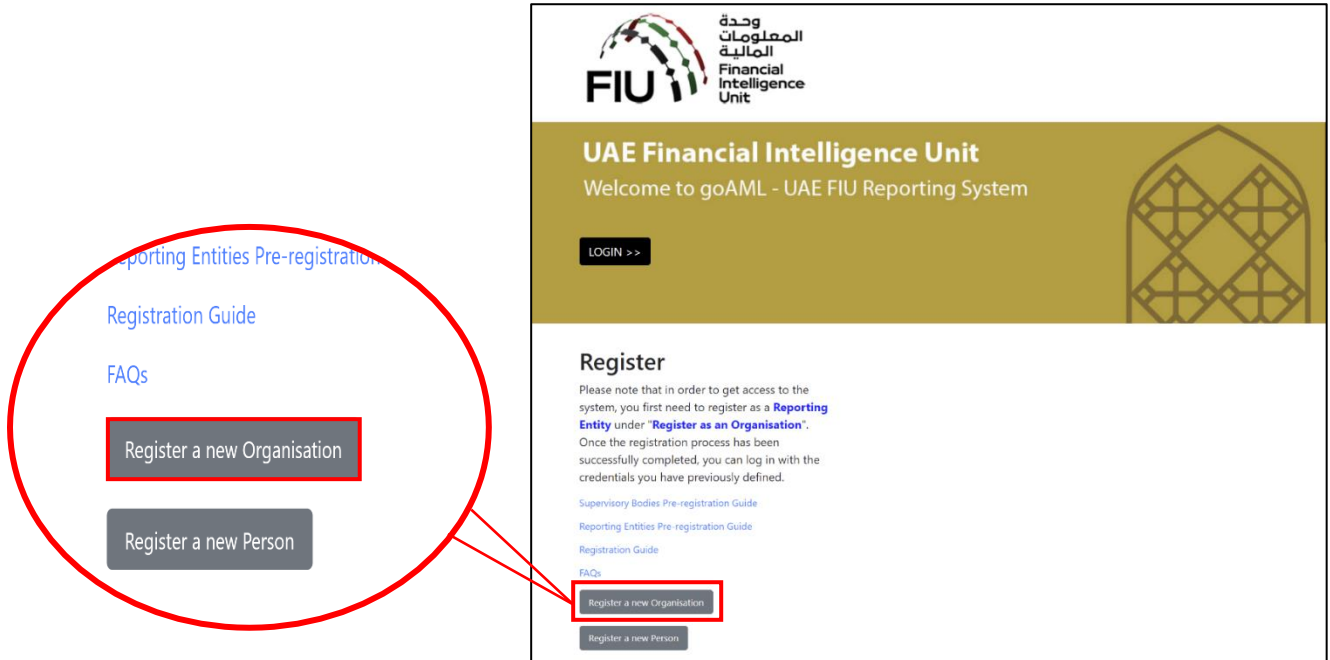 وحدة
المعلومات
المالية
FIU
Financial
Intelligence
Unit
UAE Financial Intelligence Unit
Welcome to goAML - UAE FIU Reporting System
LOGIN >>
Register
Please note that in order to get access to the
system, you first need to register as a Reporting
Entity under "Register as an Organisation".
Once the registration process has been
successfully completed, you can log in with the
credentials you have previously defined.
Supervisory Bodies Pre-registration Guide
Reporting Entities Pre-registration Guide
Registration Guide
FAQs
Register a new Organisation
Register a new Person
eporting Entities Pre-registration
Registration Guide
FAQs
Register a new Organisation
Register a new Person